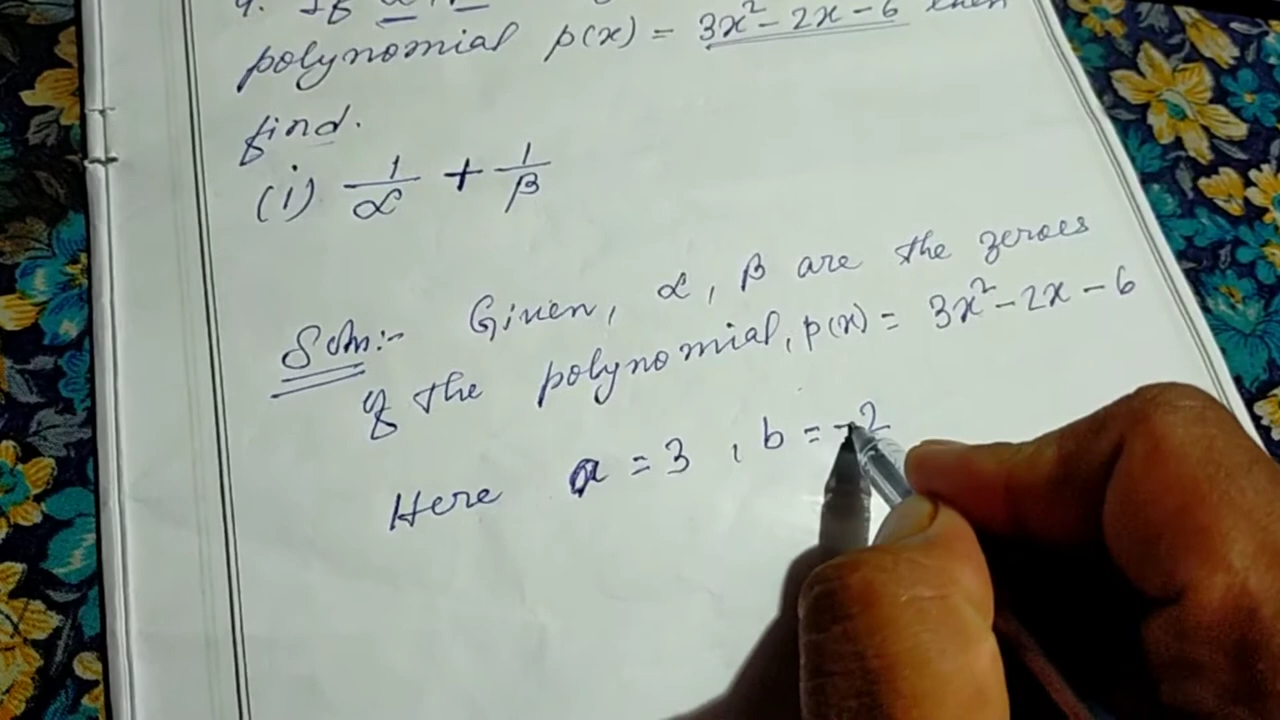 polynomial p(x) = 3x² - 2x - 6 then
find.
(i) 1/α + 1/β
Soln:- Given, α, β are the zeroes
of the polynomial, p(x) = 3x² - 2x - 6
Here a = 3 , b = -2